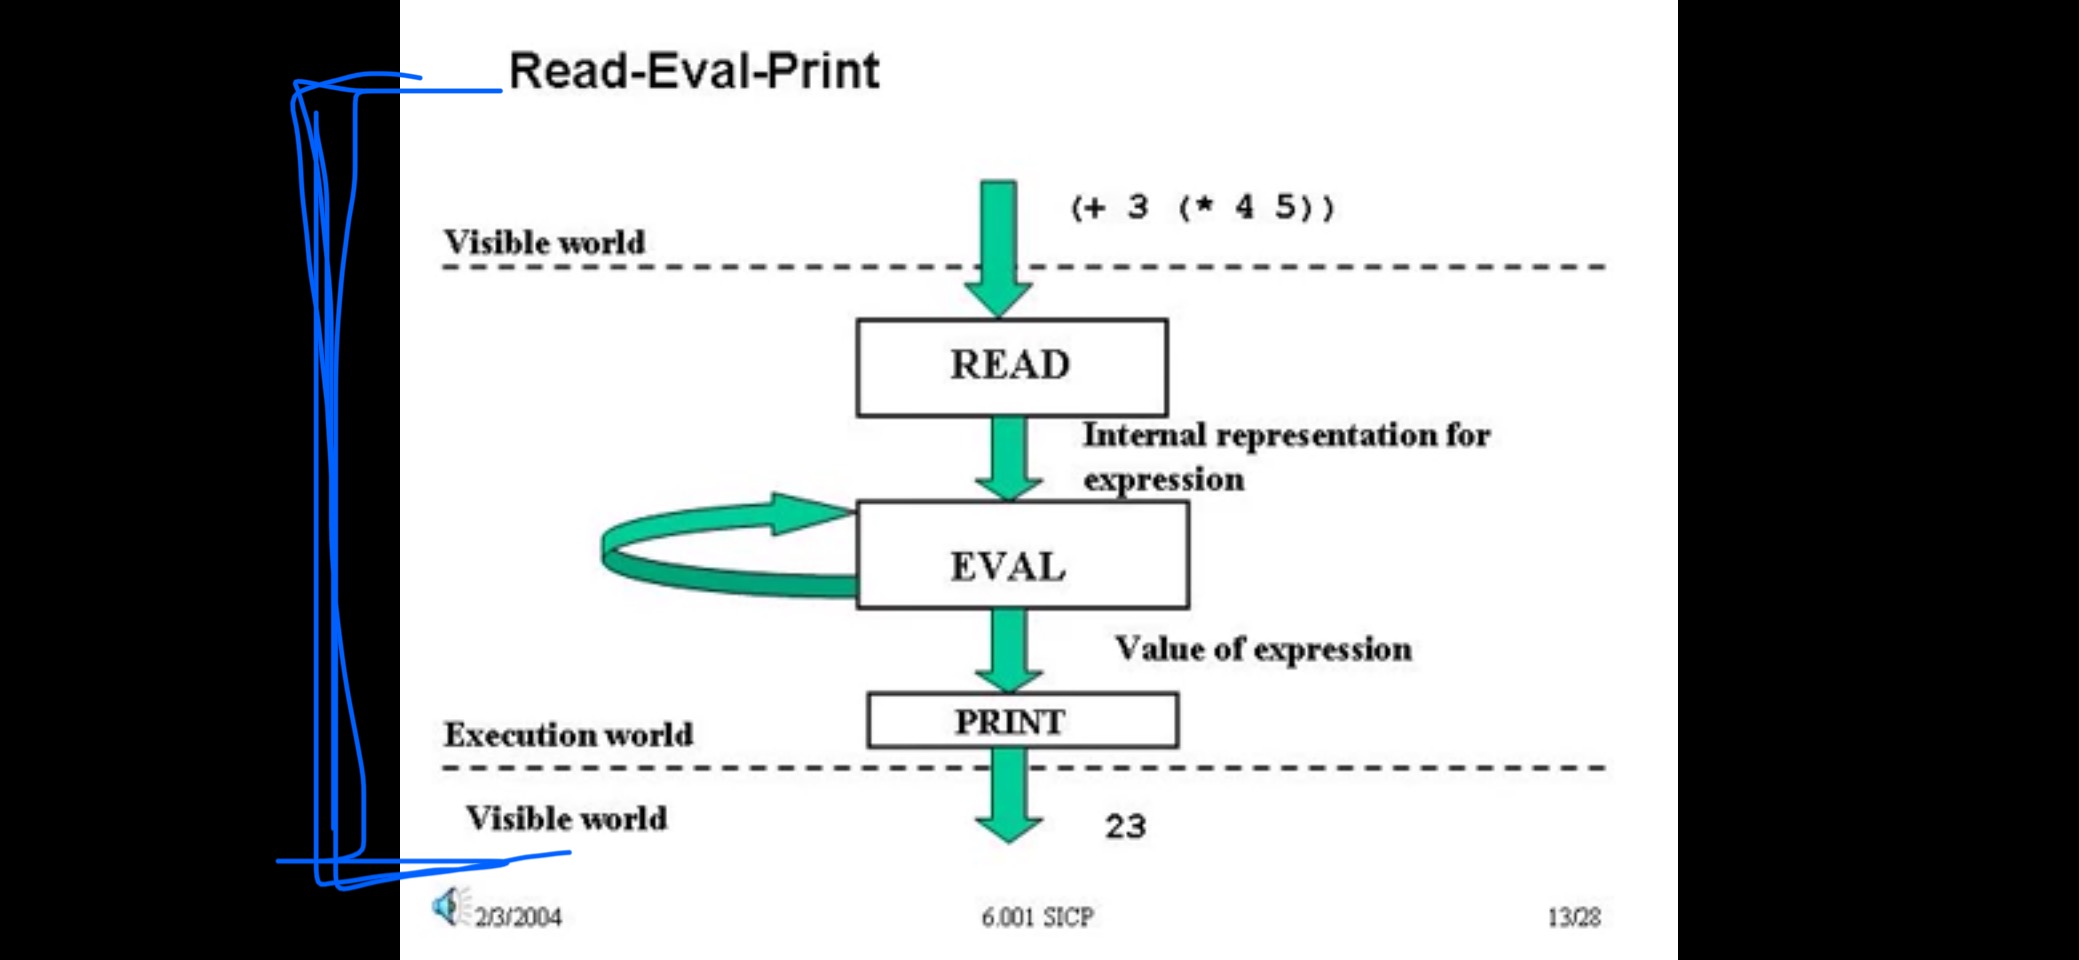 Read-Eval-Print
(+ 3 (* 4 5))
Visible world
READ
Internal representation for
expression
EVAL
Value of expression
PRINT
Execution world
Visible world
23
2/3/2004
6.001 SICP
13/28